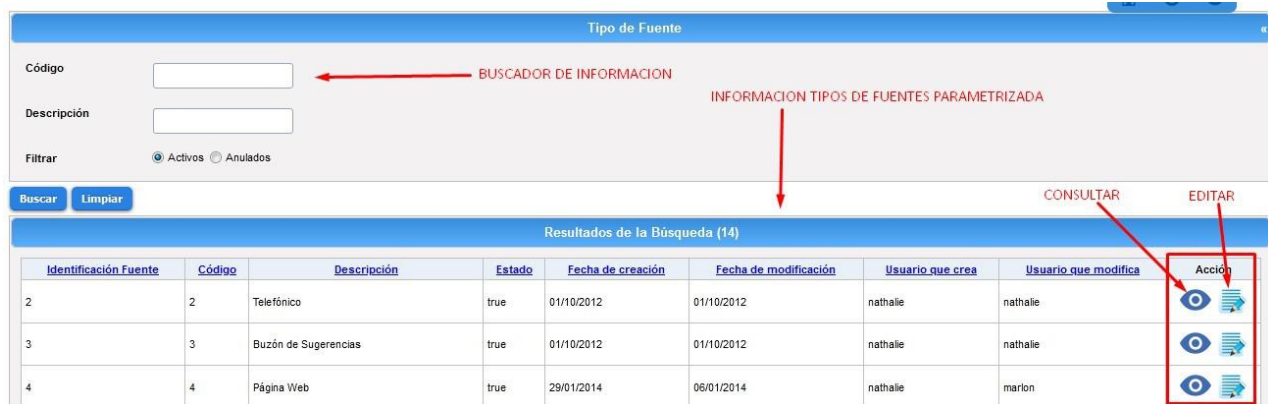 Tipo de Fuente «
Código
BUSCADOR DE INFORMACION
INFORMACION TIPOS DE FUENTES PARAMETRIZADA
Descripción
Filtrar Activos Anulados
Buscar Limpiar CONSULTAR EDITAR
Resultados de la Búsqueda (14)
Identificación Fuente Código Descripción Estado Fecha de creación Fecha de modificación Usuario que crea Usuario que modifica Acción
2 2 Telefónico true 01/10/2012 01/10/2012 nathalie nathalie
3 3 Buzón de Sugerencias true 01/10/2012 01/10/2012 nathalie nathalie
4 4 Página Web true 29/01/2014 06/01/2014 nathalie marlon